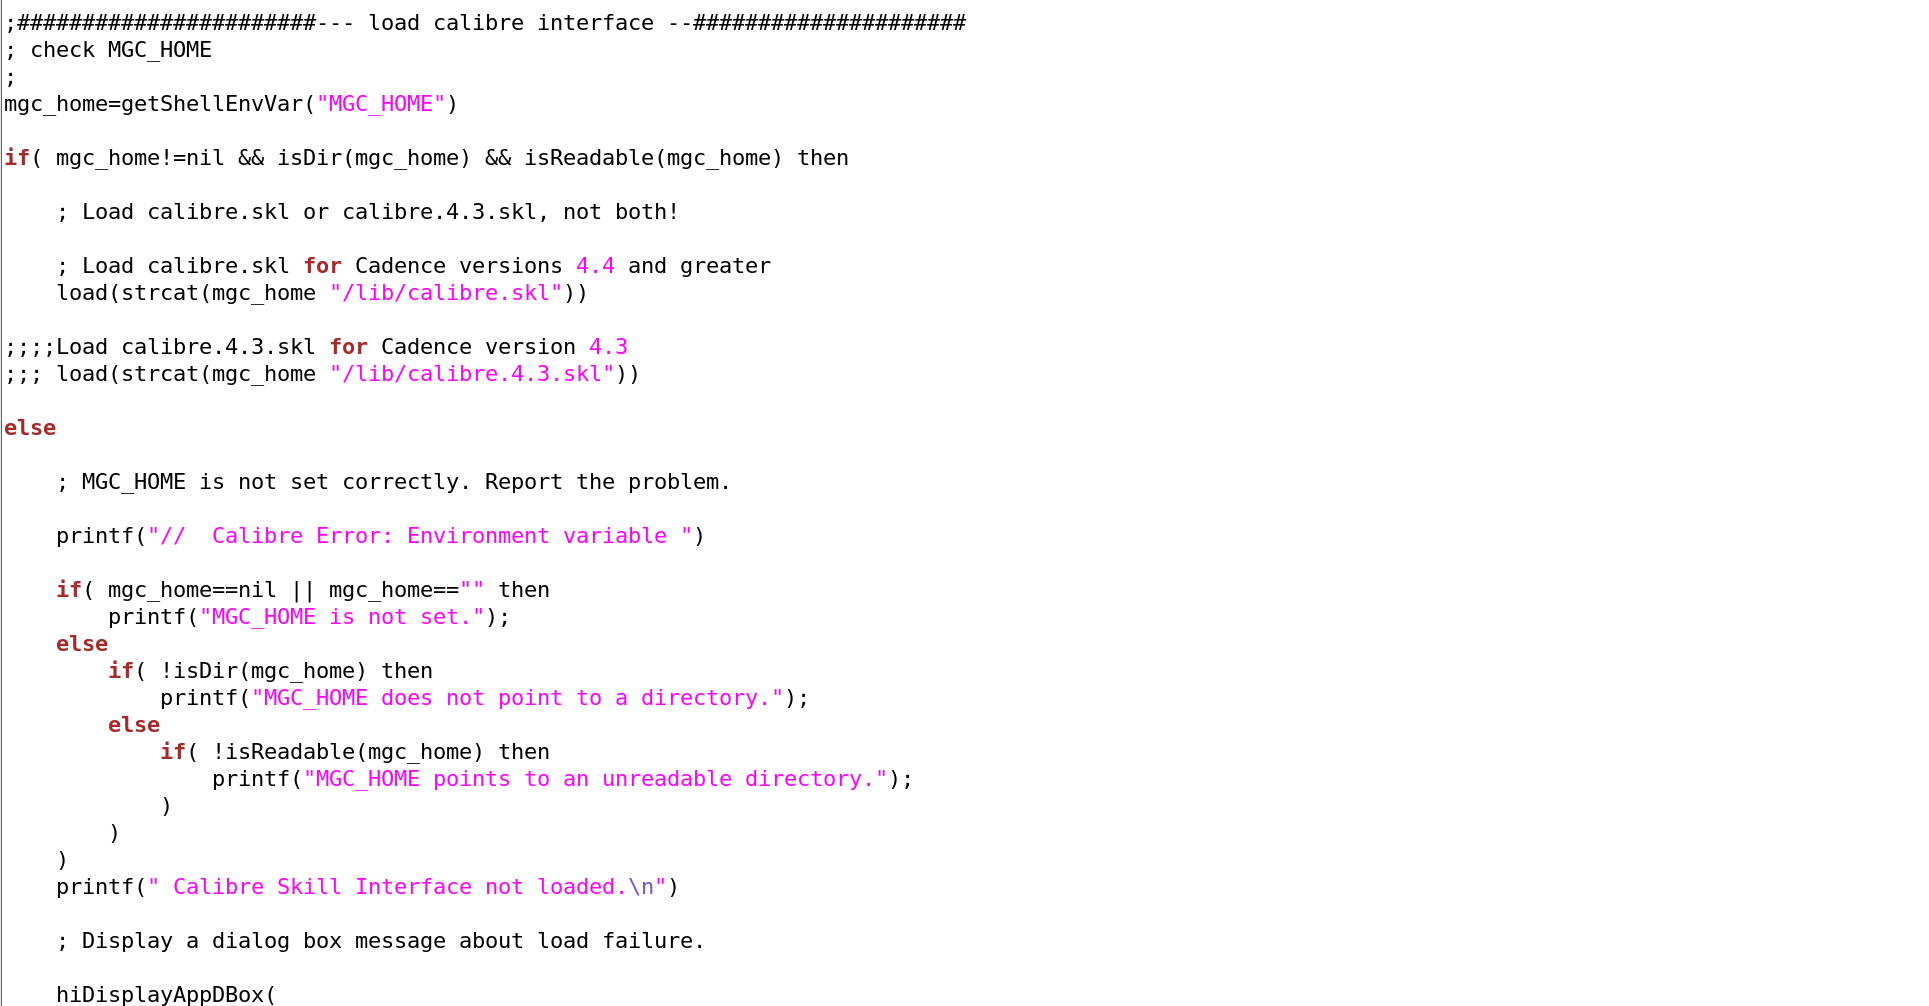 ;#######################--- load calibre interface --#####################
; check MGC_HOME
;
mgc_home=getShellEnvVar("MGC_HOME")
if( mgc_home!=nil && isDir(mgc_home) && isReadable(mgc_home) then
; Load calibre.skl or calibre.4.3.skl, not both!
; Load calibre.skl for Cadence versions 4.4 and greater
load(strcat(mgc_home "/lib/calibre.skl"))
;;;;Load calibre.4.3.skl for Cadence version 4.3
;;; load(strcat(mgc_home "/lib/calibre.4.3.skl"))
else
; MGC_HOME is not set correctly. Report the problem.
printf("//  Calibre Error: Environment variable ")
if( mgc_home==nil || mgc_home=="" then
printf("MGC_HOME is not set.");
else
if( !isDir(mgc_home) then
printf("MGC_HOME does not point to a directory.");
else
if( !isReadable(mgc_home) then
printf("MGC_HOME points to an unreadable directory.");
)
)
)
printf(" Calibre Skill Interface not loaded.\n")
; Display a dialog box message about load failure.
hiDisplayAppDBox(